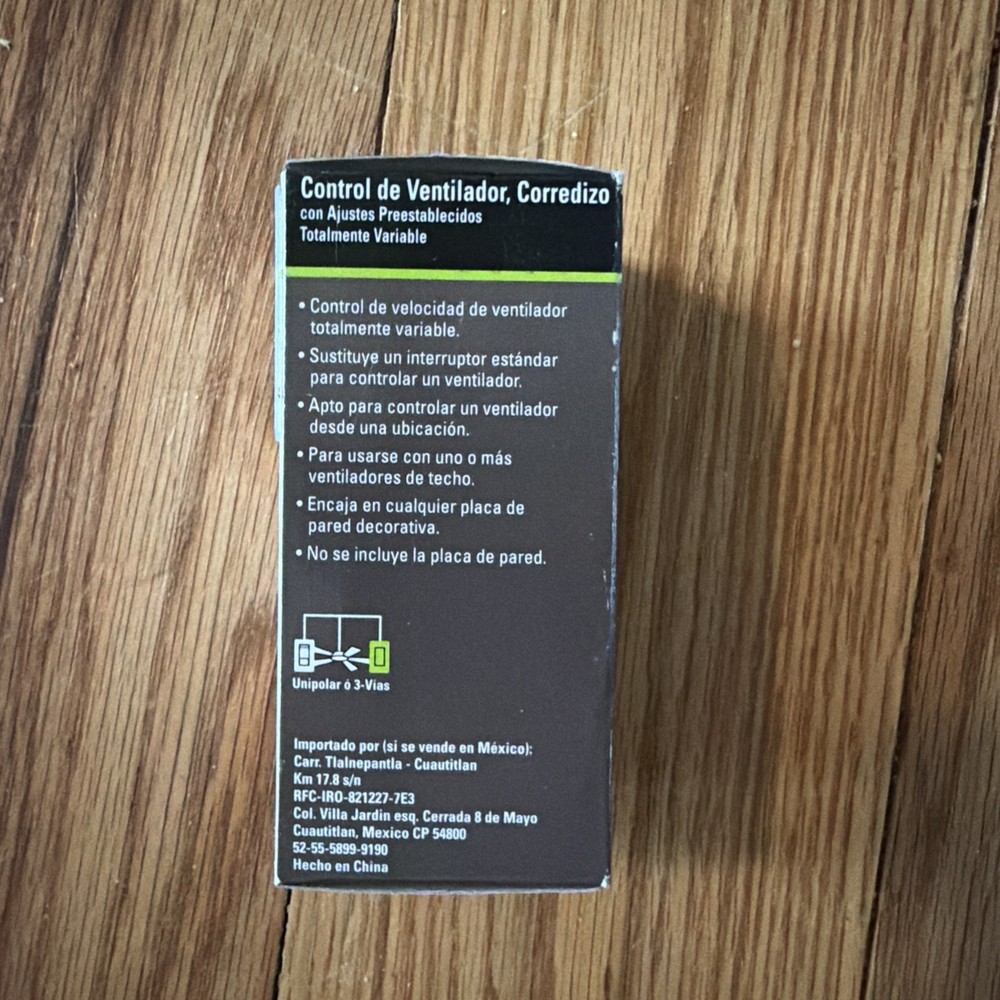 Control de Ventilador, Corredizo
con Ajustes Preestablecidos
Totalmente Variable
• Control de velocidad de ventilador
totalmente variable.
• Sustituye un interruptor estándar
para controlar un ventilador.
• Apto para controlar un ventilador
desde una ubicación.
• Para usarse con uno o más
ventiladores de techo.
• Encaja en cualquier placa de
pared decorativa.
• No se incluye la placa de pared.
Unipolar ó 3-Vias
Importado por (si se vende en México):
Carr. Tlalnepantla - Cuautitlan
Km 17.8 s/n
RFC-IRO-821227-7E3
Col. Villa Jardin esq. Cerrada 8 de Mayo
Cuautitlan, Mexico CP 54800
52-55-5899-9190
Hecho en China